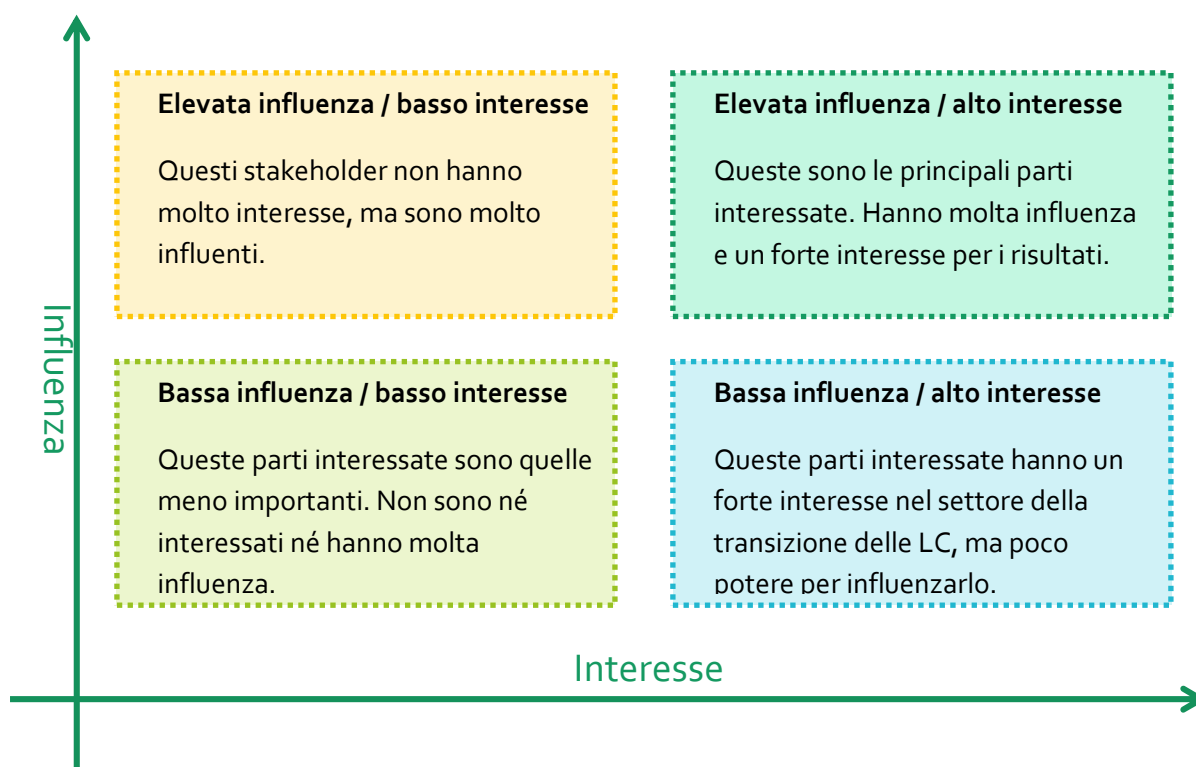 Elevata influenza / basso interesse
Questi stakeholder non hanno
molto interesse, ma sono molto
influenti.
Elevata influenza / alto interesse
Queste sono le principali parti
interessate. Hanno molta influenza
e un forte interesse per i risultati.
Influenza
Bassa influenza / basso interesse
Queste parti interessate sono quelle
meno importanti. Non sono né
interessati né hanno molta
influenza.
Bassa influenza / alto interesse
Queste parti interessate hanno un
forte interesse nel settore della
transizione delle LC, ma poco
potere per influenzarlo.
Interesse